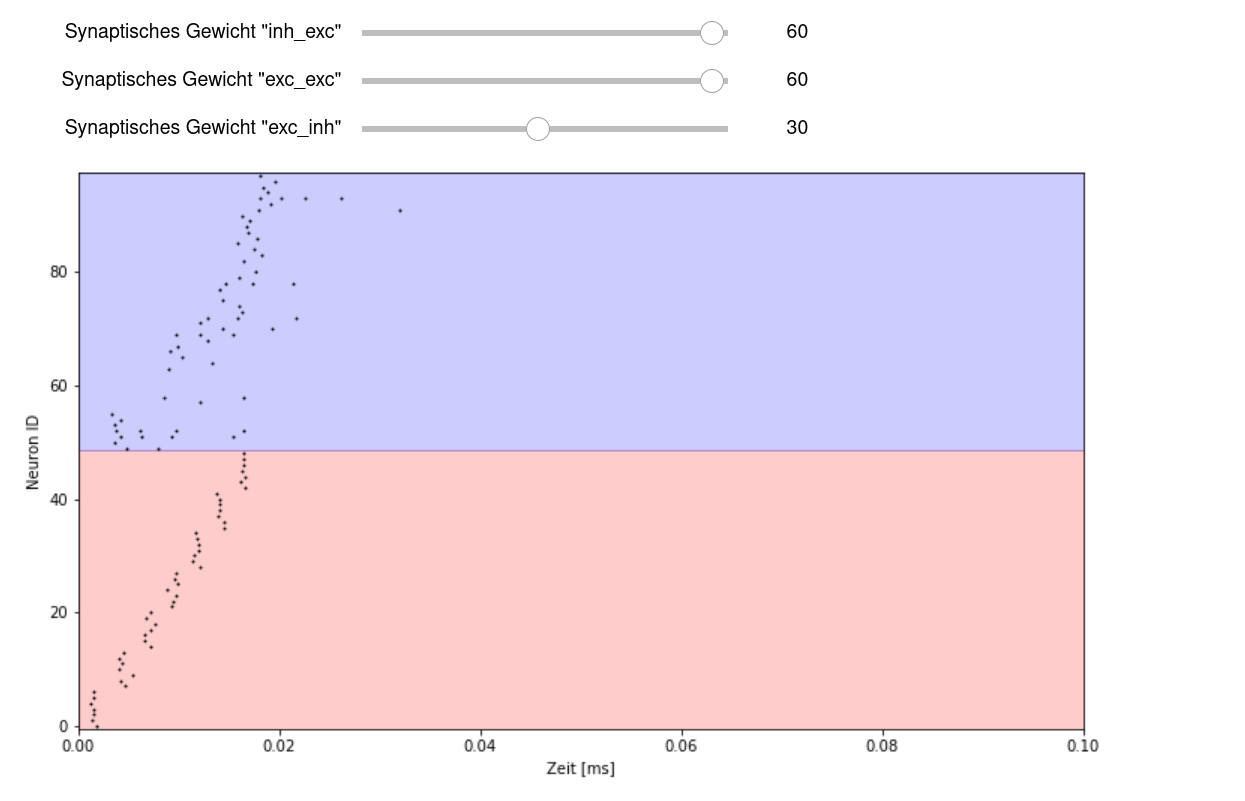 Synaptisches Gewicht "inh_exc" 60
Synaptisches Gewicht "exc_exc" 60
Synaptisches Gewicht "exc_inh" 30
80
60
Neuron ID
40
20
0
0.00 0.02 0.04 0.06 0.08 0.10
Zeit [ms]